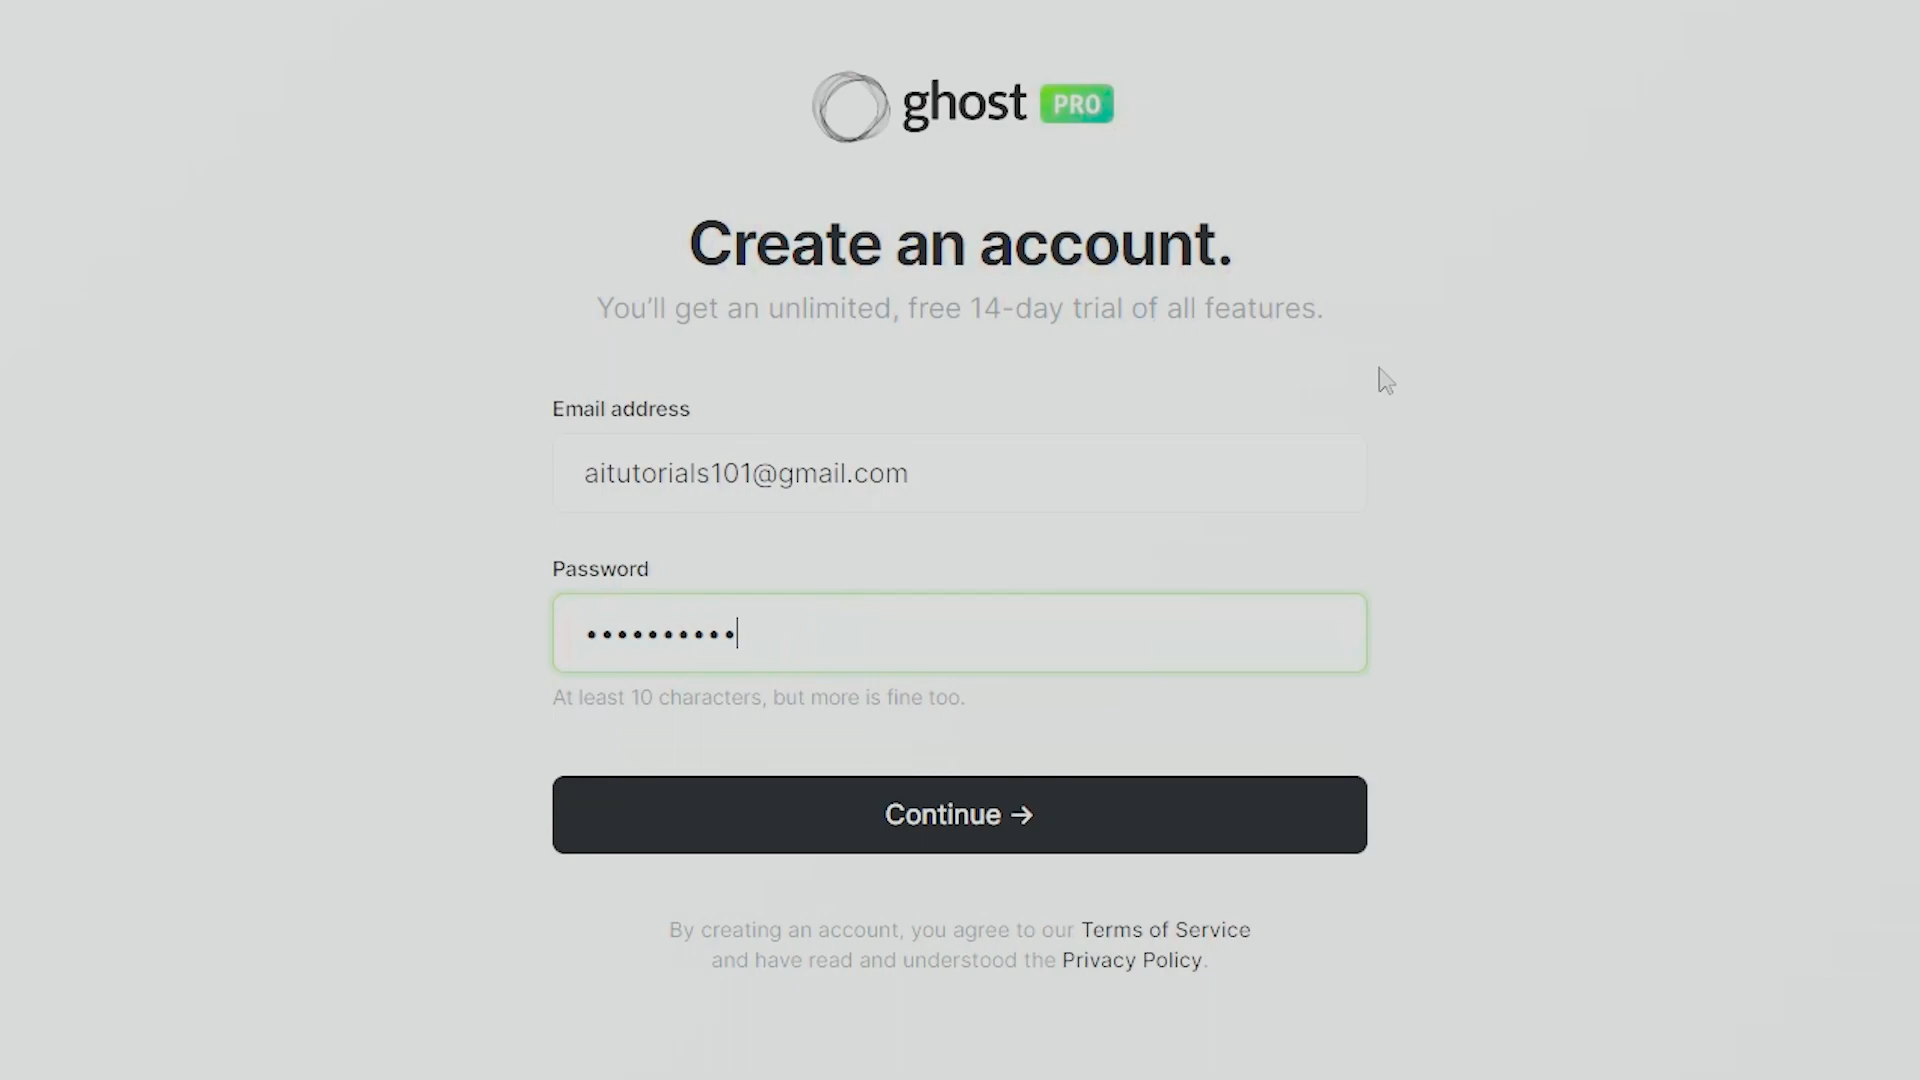 ghost PRO
Create an account.
You'll get an unlimited, free 14-day trial of all features.
Email address
aitutorials101@gmail.com
Password
••••••••••
At least 10 characters, but more is fine too.
Continue →
By creating an account, you agree to our Terms of Service
and have read and understood the Privacy Policy.